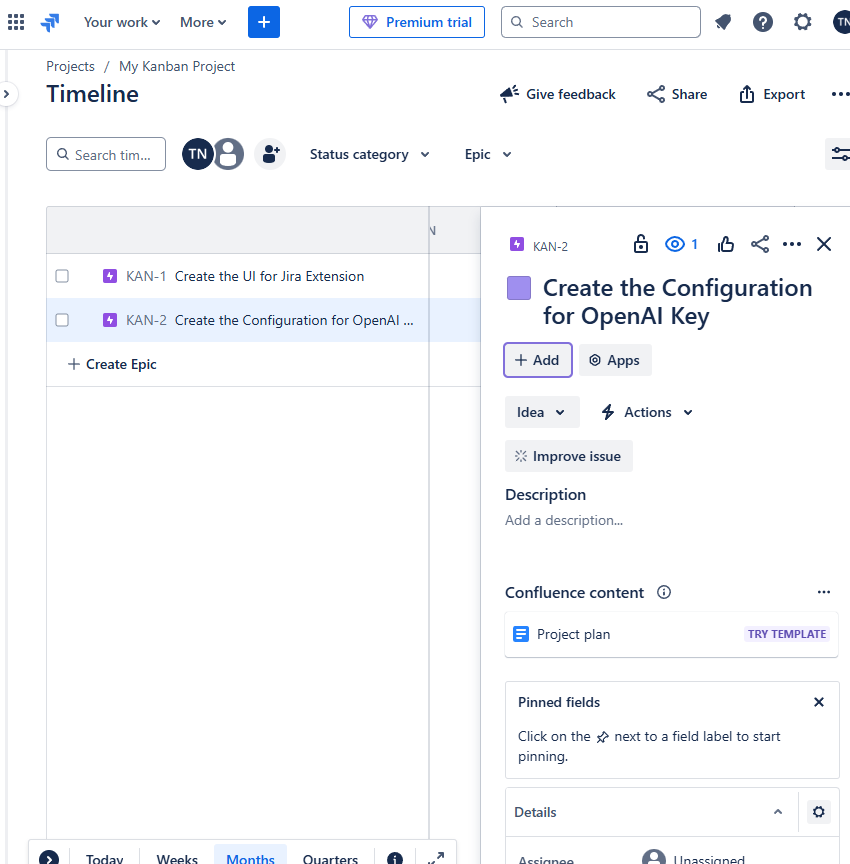 Your work
More
Premium trial
Search
TN
Projects / My Kanban Project
Timeline
Give feedback
Share
Export
Search tim...
TN
Status category
Epic
N
KAN-1 Create the UI for Jira Extension
KAN-2 Create the Configuration for OpenAI ...
Create Epic
KAN-2
1
Create the Configuration
for OpenAI Key
Add
Apps
Idea
Actions
Improve issue
Description
Add a description...
Confluence content
Project plan
TRY TEMPLATE
Pinned fields
Click on the next to a field label to start
pinning.
Details
Assignee
Unassigned
Today
Weeks
Months
Quarters